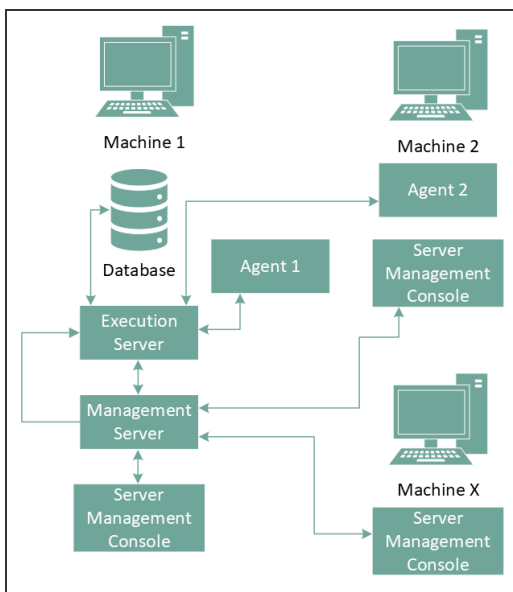 Machine 1
Machine 2
Agent 2
Database
Agent 1
Server
Management
Console
Execution
Server
Management
Server
Machine X
Server
Management
Console
Server
Management
Console